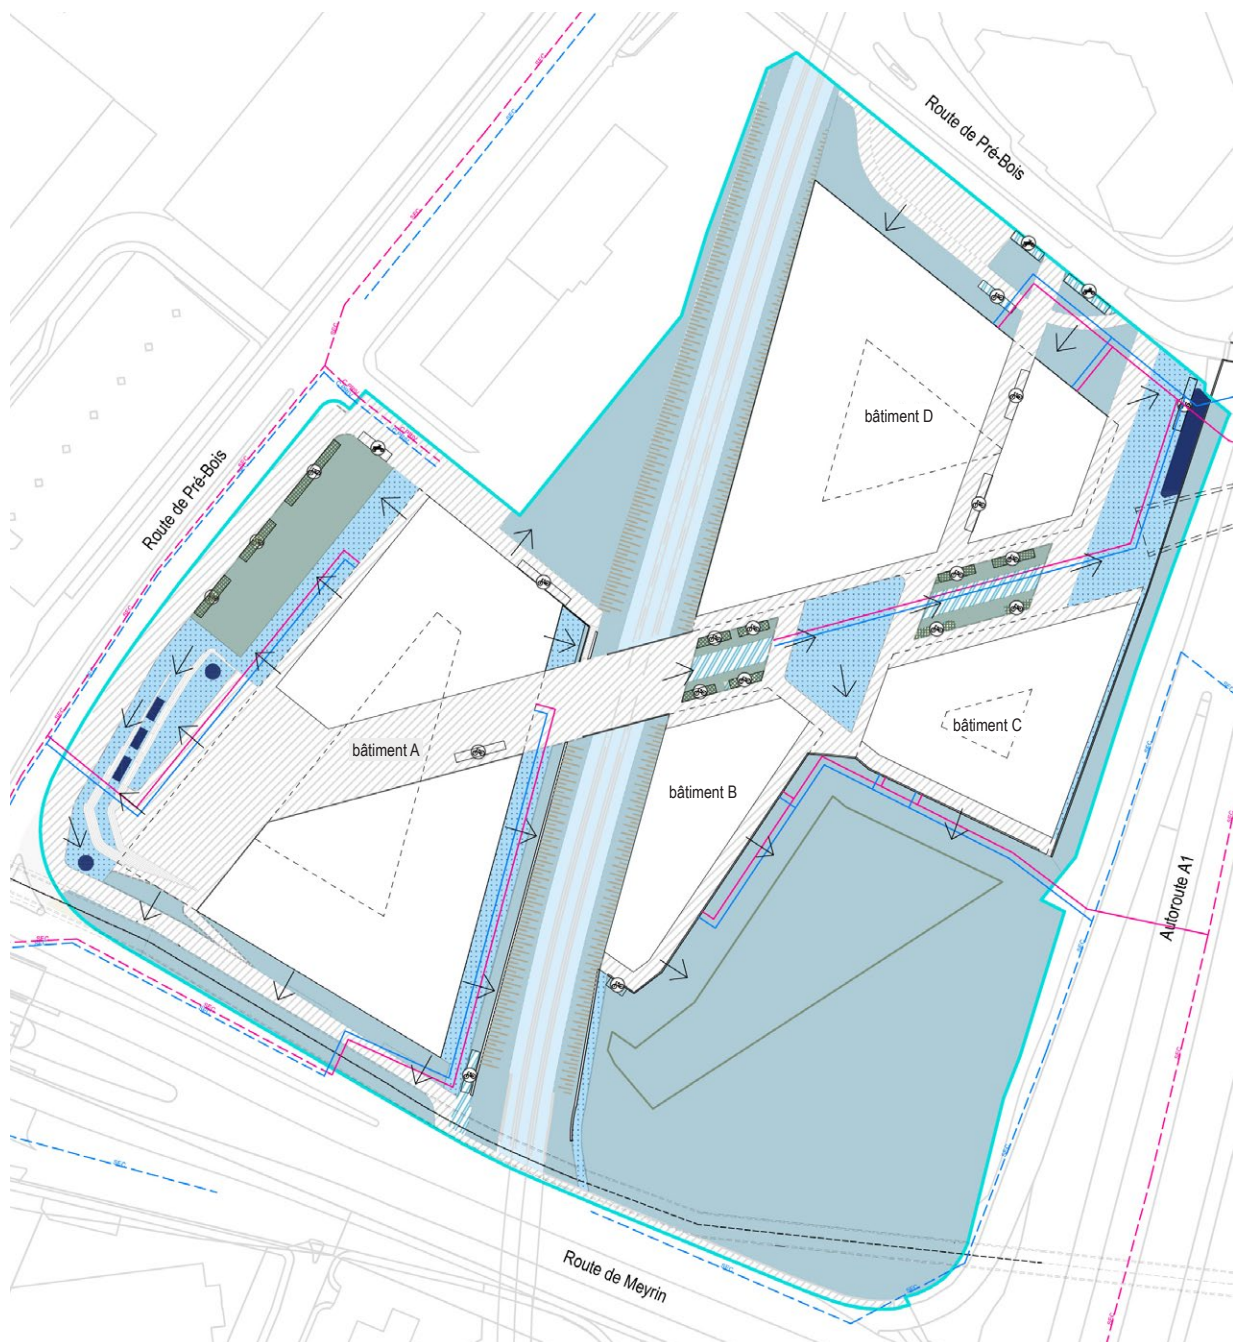 Route de Pré-Bois
bâtiment D
Route de Pré-Bois
bâtiment A
bâtiment C
bâtiment B
Autoroute A1
Route de Meyrin